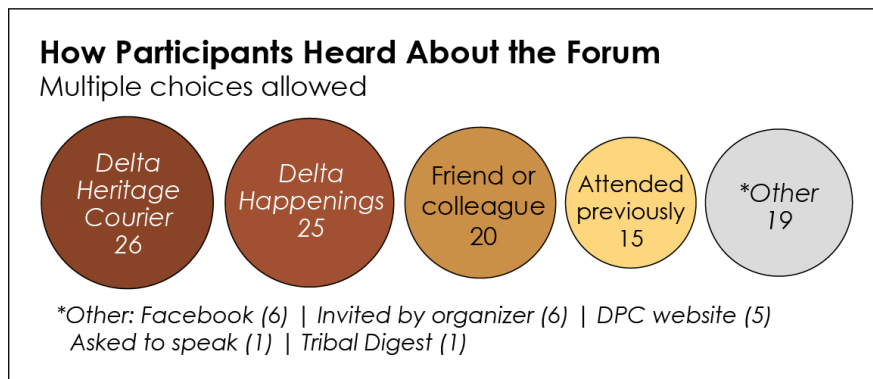 How Participants Heard About the Forum
Multiple choices allowed
Delta
Heritage
Courier
26
Delta
Happenings
25
Friend or
colleague
20
Attended
previously
15
*Other
19
*Other: Facebook (6) | Invited by organizer (6) | DPC website (5)
Asked to speak (1) | Tribal Digest (1)